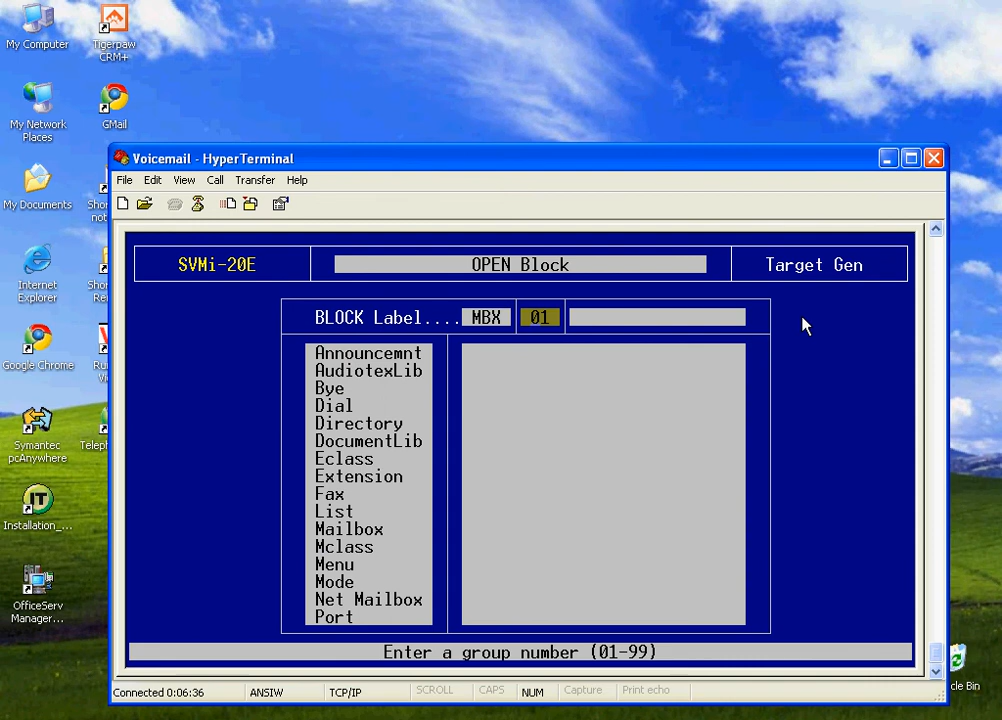 My Computer
Tigerpaw
CRM+
My Network
Places
GMail
My Documents
Internet
Explorer
Google Chrome
Symantec
pcAnywhere
Installation_...
OfficeServ
Manager...
Voicemail - HyperTerminal
File Edit View Call Transfer Help
SVMi-20E OPEN Block Target Gen
BLOCK Label.... MBX 01
Announcemnt
AudiotexLib
Bye
Dial
Directory
DocumentLib
Eclass
Extension
Fax
List
Mailbox
Mclass
Menu
Mode
Net Mailbox
Port
Enter a group number (01-99)
Connected 0:06:36 ANSIW TCP/IP SCROLL CAPS NUM Capture Print echo
cle Bin